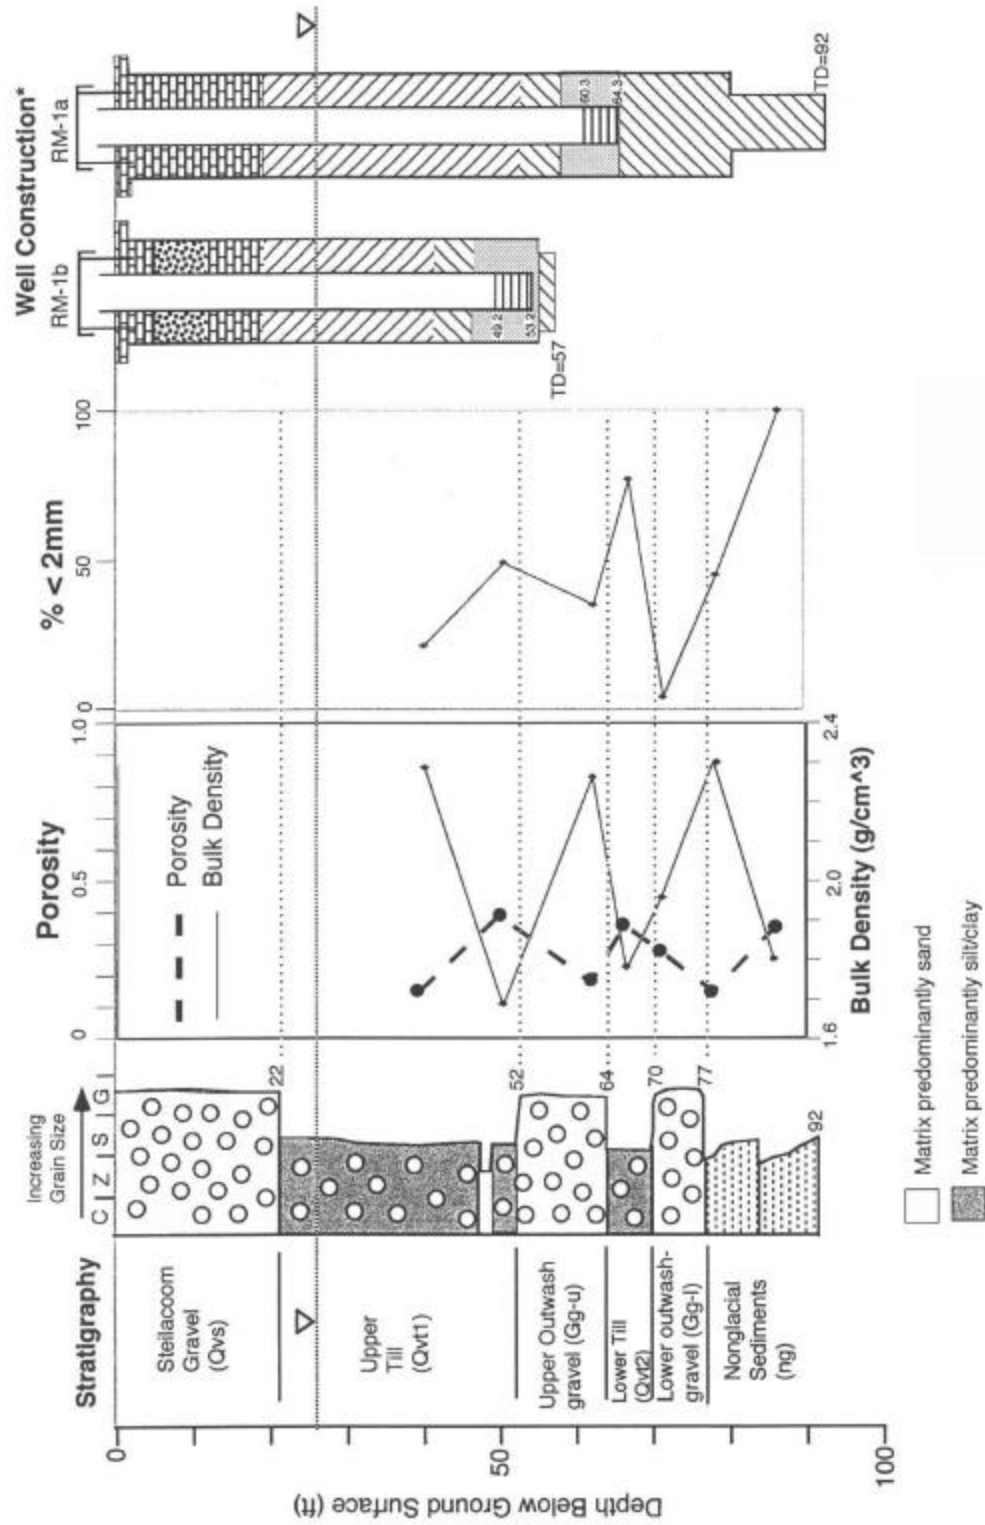 Well Construction*
RM-1b
RM-1a
49.2
53.2
TD=57
60.3
64.3
TD=92
% < 2mm
0
50
100
Porosity
0
0.5
1.0
Porosity
Bulk Density
1.6
2.0
2.4
Bulk Density (g/cm^3)
Increasing
Grain Size
C Z S G
22
52
64
70
77
92
Stratigraphy
Steilacoom
Gravel
(Qvs)
Upper
Till
(Qvt1)
Upper Outwash
gravel (Gg-u)
Lower Till
(Qvt2)
Lower outwash-
gravel (Gg-l)
Nonglacial
Sediments
(ng)
0
50
100
Depth Below Ground Surface (ft)
Matrix predominantly sand
Matrix predominantly silt/clay